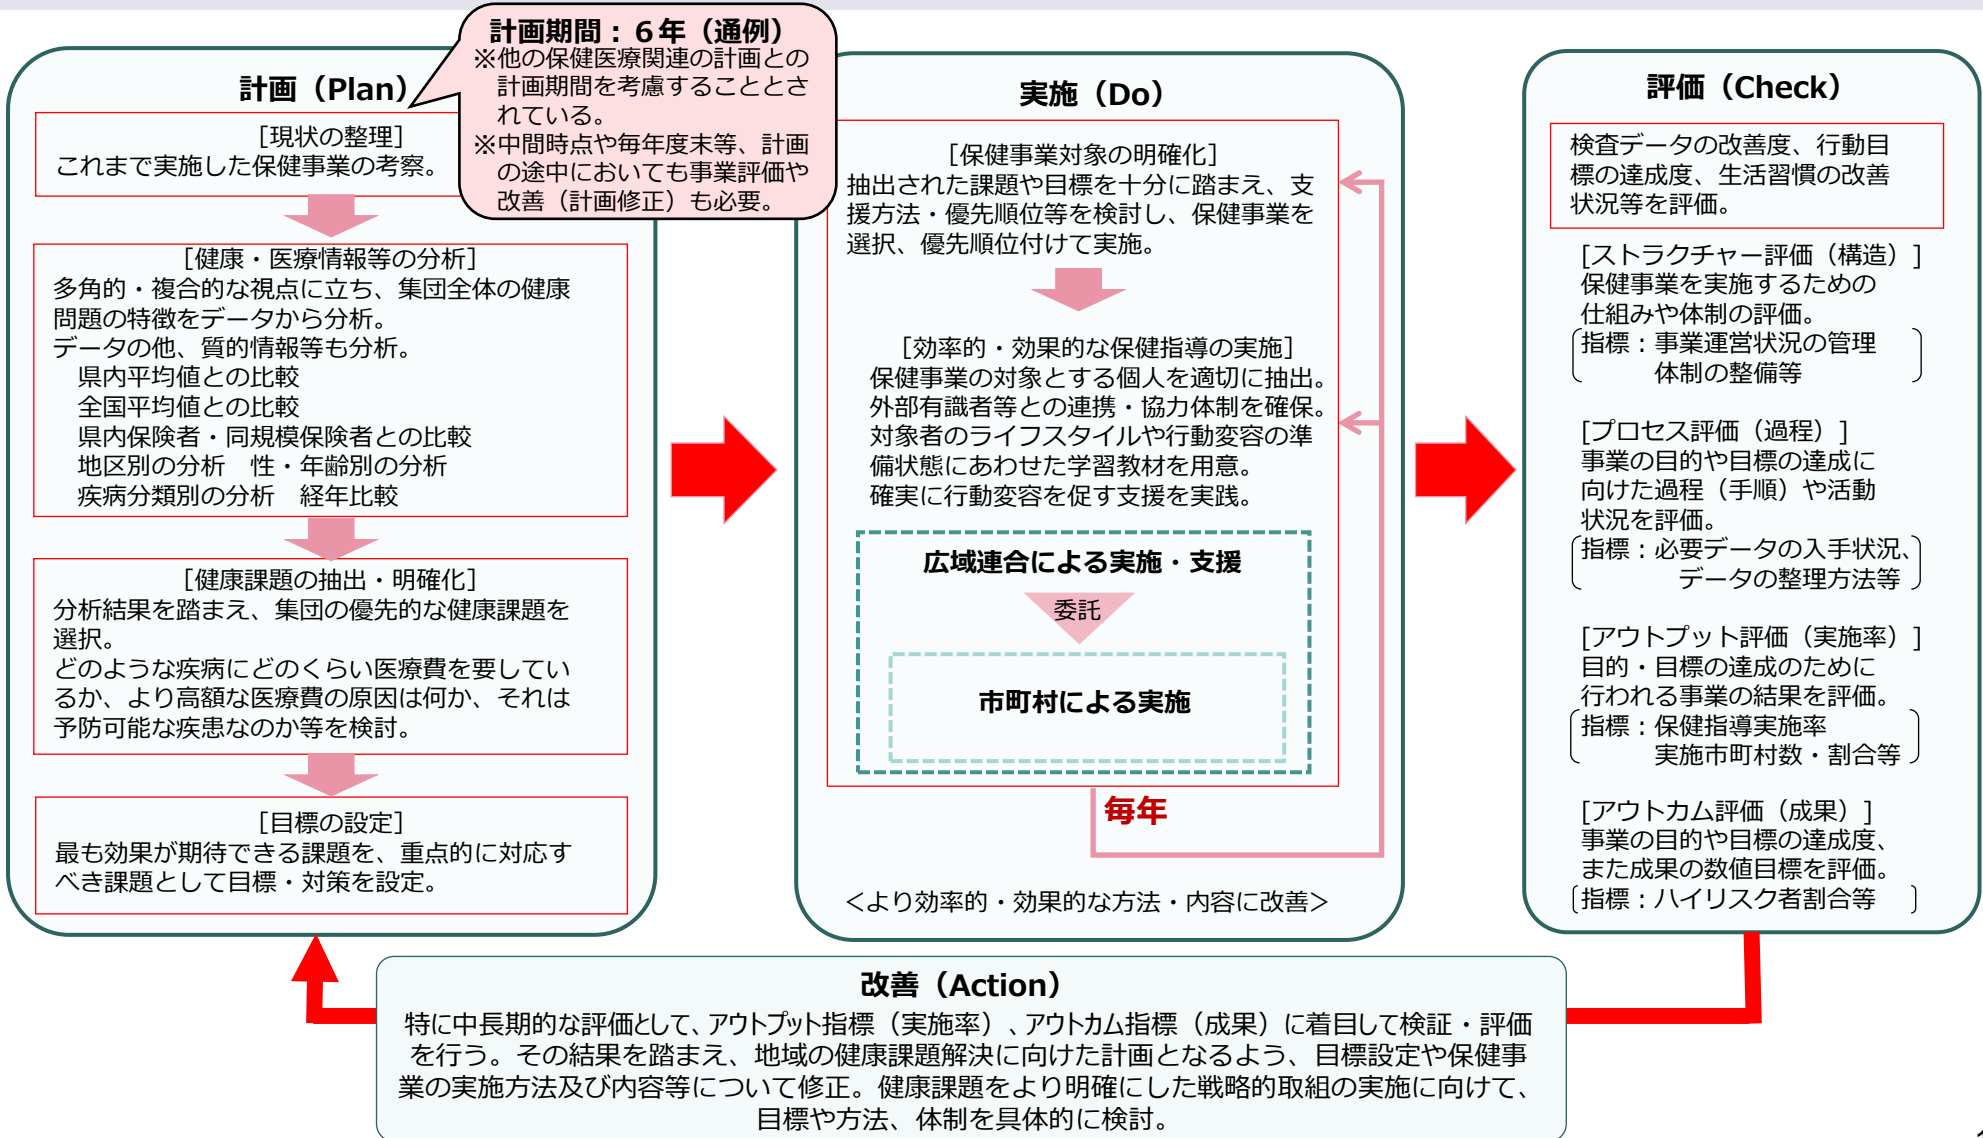 計画期間：６年（通例）
※他の保健医療関連の計画との
計画期間を考慮することとさ
れている。
※中間時点や毎年度末等、計画
の途中においても事業評価や
改善（計画修正）も必要。
計画（Plan）
［現状の整理］
これまで実施した保健事業の考察。
［健康・医療情報等の分析］
多角的・複合的な視点に立ち、集団全体の健康
問題の特徴をデータから分析。
データの他、質的情報等も分析。
県内平均値との比較
全国平均値との比較
県内保険者・同規模保険者との比較
地区別の分析　性・年齢別の分析
疾病分類別の分析　経年比較
［健康課題の抽出・明確化］
分析結果を踏まえ、集団の優先的な健康課題を
選択。
どのような疾病にどのくらい医療費を要してい
るか、より高額な医療費の原因は何か、それは
予防可能な疾患なのか等を検討。
［目標の設定］
最も効果が期待できる課題を、重点的に対応す
べき課題として目標・対策を設定。
実施（Do）
［保健事業対象の明確化］
抽出された課題や目標を十分に踏まえ、支
援方法・優先順位等を検討し、保健事業を
選択、優先順位付けて実施。
［効率的・効果的な保健指導の実施］
保健事業の対象とする個人を適切に抽出。
外部有識者等との連携・協力体制を確保。
対象者のライフスタイルや行動変容の準
備状態にあわせた学習教材を用意。
確実に行動変容を促す支援を実践。
広域連合による実施・支援
委託
市町村による実施
毎年
＜より効率的・効果的な方法・内容に改善＞
評価（Check）
検査データの改善度、行動目
標の達成度、生活習慣の改善
状況等を評価。
［ストラクチャー評価（構造）］
保健事業を実施するための
仕組みや体制の評価。
指標：事業運営状況の管理
体制の整備等
［プロセス評価（過程）］
事業の目的や目標の達成に
向けた過程（手順）や活動
状況を評価。
指標：必要データの入手状況、
データの整理方法等
［アウトプット評価（実施率）］
目的・目標の達成のために
行われる事業の結果を評価。
指標：保健指導実施率
実施市町村数・割合等
［アウトカム評価（成果）］
事業の目的や目標の達成度、
また成果の数値目標を評価。
指標：ハイリスク者割合等
改善（Action）
特に中長期的な評価として、アウトプット指標（実施率）、アウトカム指標（成果）に着目して検証・評価
を行う。その結果を踏まえ、地域の健康課題解決に向けた計画となるよう、目標設定や保健事
業の実施方法及び内容等について修正。健康課題をより明確にした戦略的取組の実施に向けて、
目標や方法、体制を具体的に検討。